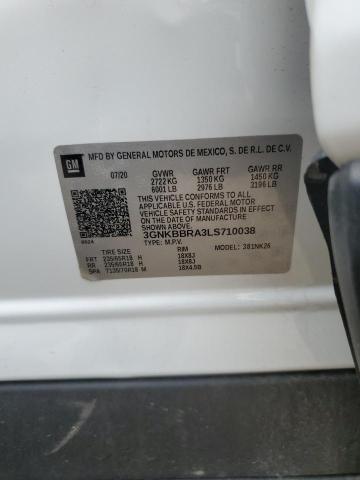 GM
MFD BY GENERAL MOTORS DE MEXICO, S. DE R.L. DE C.V.
07/20 GVWR GAWR FRT GAWR RR
2722 KG 1350 KG 1450 KG
6001 LB 2976 LB 3196 LB
THIS VEHICLE CONFORMS TO ALL APPLICABLE
U.S. FEDERAL MOTOR VEHICLE SAFETY
STANDARDS IN EFFECT ON THE
DATE OF MANUFACTURE
SHOWN ABOVE.
3GNKBBRA3LS710038
TYPE: M.P.V. MODEL: 381NK26
TIRE SIZE RIM
FRT 235/65R18 H 18X8J
RR 235/65R18 H 18X8J
SPA T135/70R18 M 18X4.5B